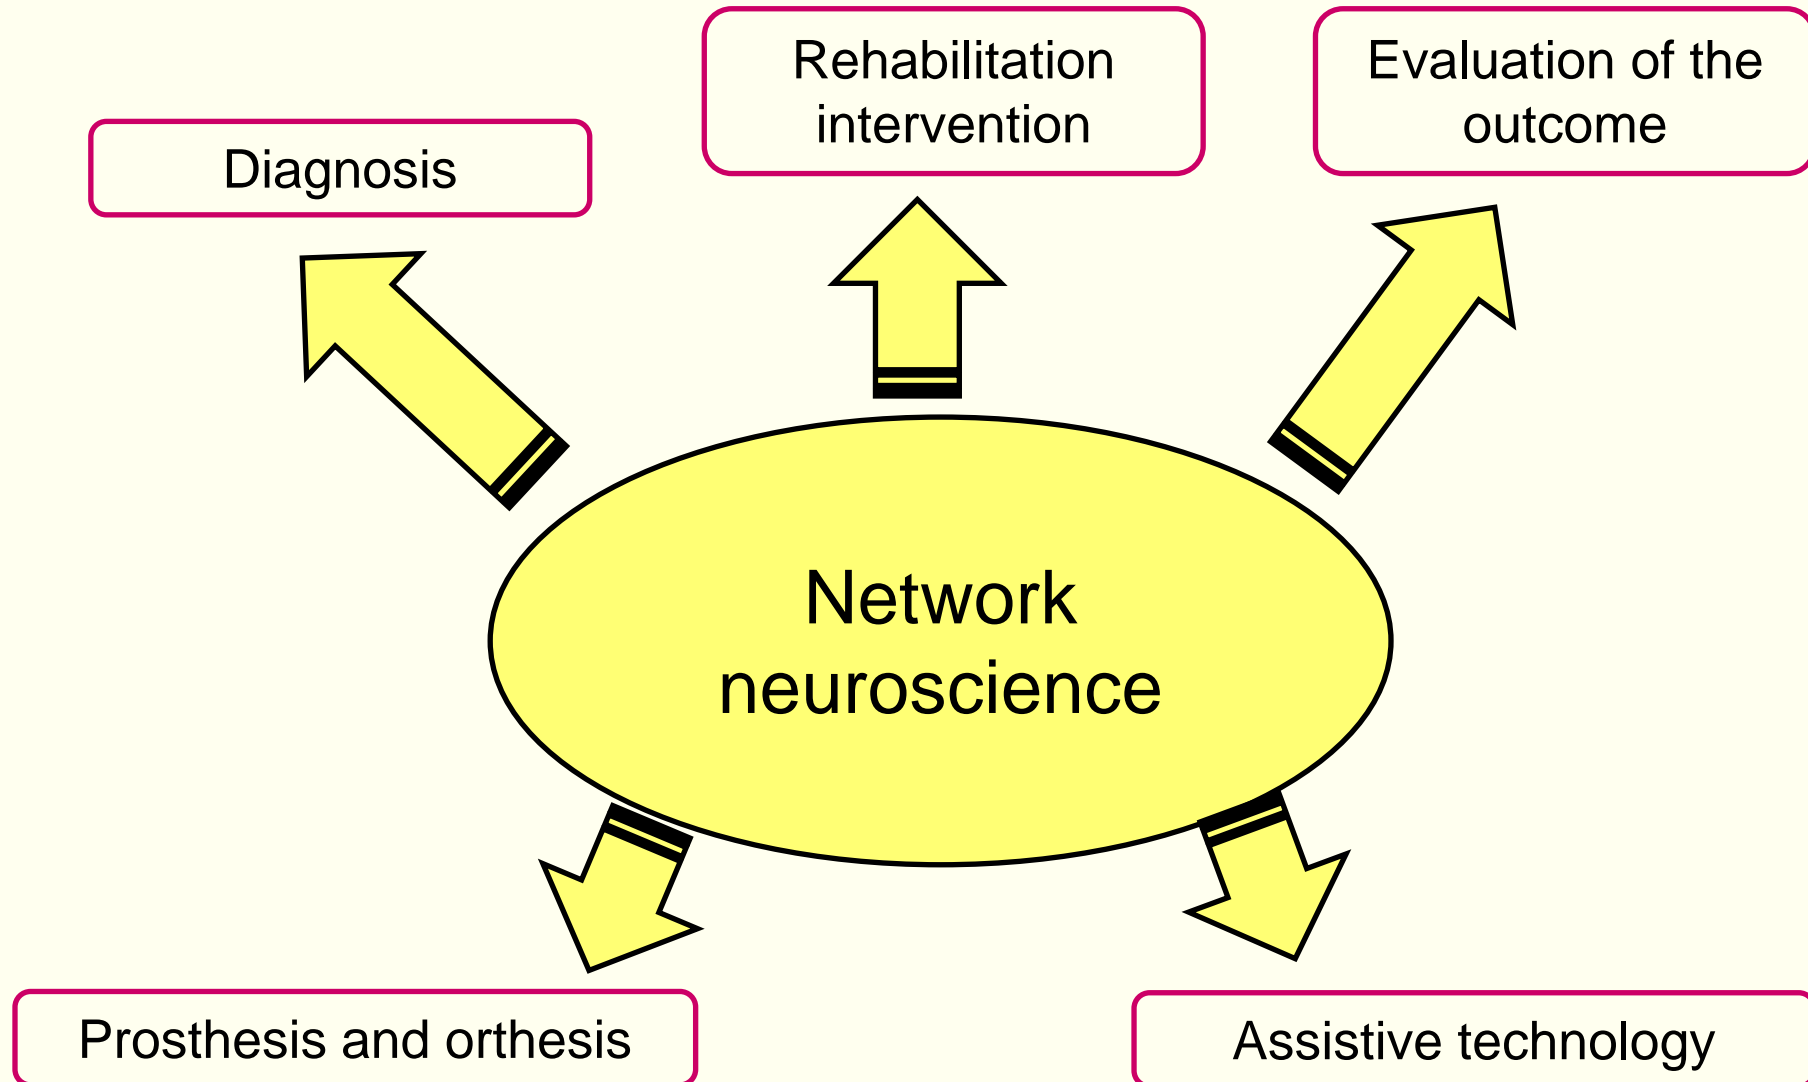 Rehabilitation
intervention
Evaluation of the
outcome
Diagnosis
Network
neuroscience
Prosthesis and orthesis
Assistive technology